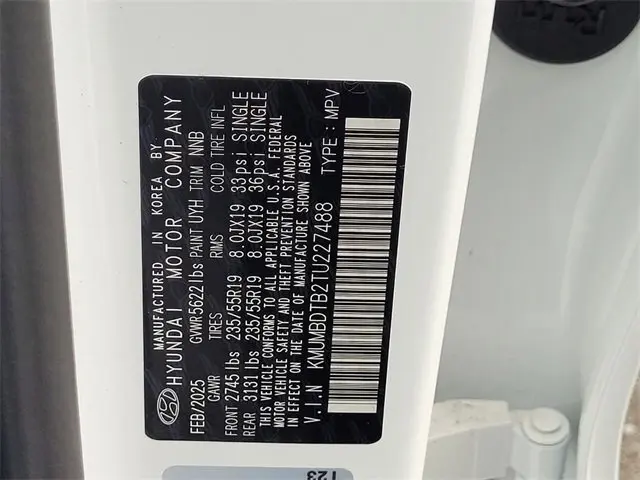 MANUFACTURED IN KOREA BY
HYUNDAI MOTOR COMPANY
FEB/2025 GVWR5622lbs PAINT UYH TRIM NNB
GAWR TIRES RIMS COLD TIRE INFL
FRONT 2745 lbs 235/55R19 8.0JX19 33psi SINGLE
REAR 3131 lbs 235/55R19 8.0JX19 36psi SINGLE
THIS VEHICLE CONFORMS TO ALL APPLICABLE U.S.A. FEDERAL
MOTOR VEHICLE SAFETY AND THEFT PREVENTION STANDARDS
IN EFFECT ON THE DATE OF MANUFACTURE SHOWN ABOVE
V.I.N KMUMBDTB2TU227488 TYPE : MPV
123